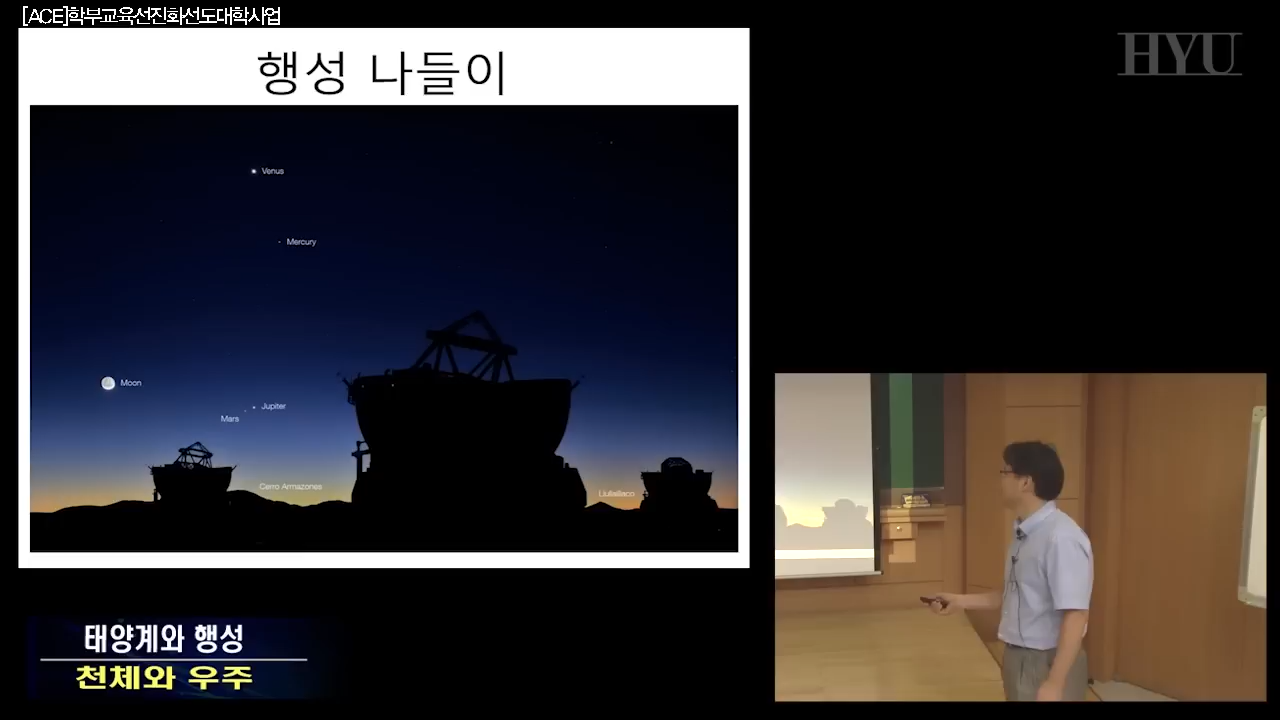 [ACE]학부교육선진화선도대학사업
HYU
행성 나들이
Venus
Mercury
Moon
Jupiter
Mars
Cerro Armazones
Llullaillaco
태양계와 행성
천체와 우주